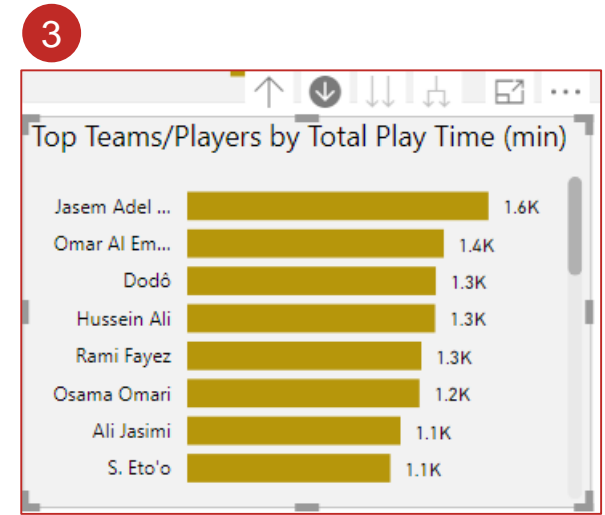 3
Top Teams/Players by Total Play Time (min)
Jasem Adel ... 1.6K
Omar Al Em... 1.4K
Dodô 1.3K
Hussein Ali 1.3K
Rami Fayez 1.3K
Osama Omari 1.2K
Ali Jasimi 1.1K
S. Eto'o 1.1K